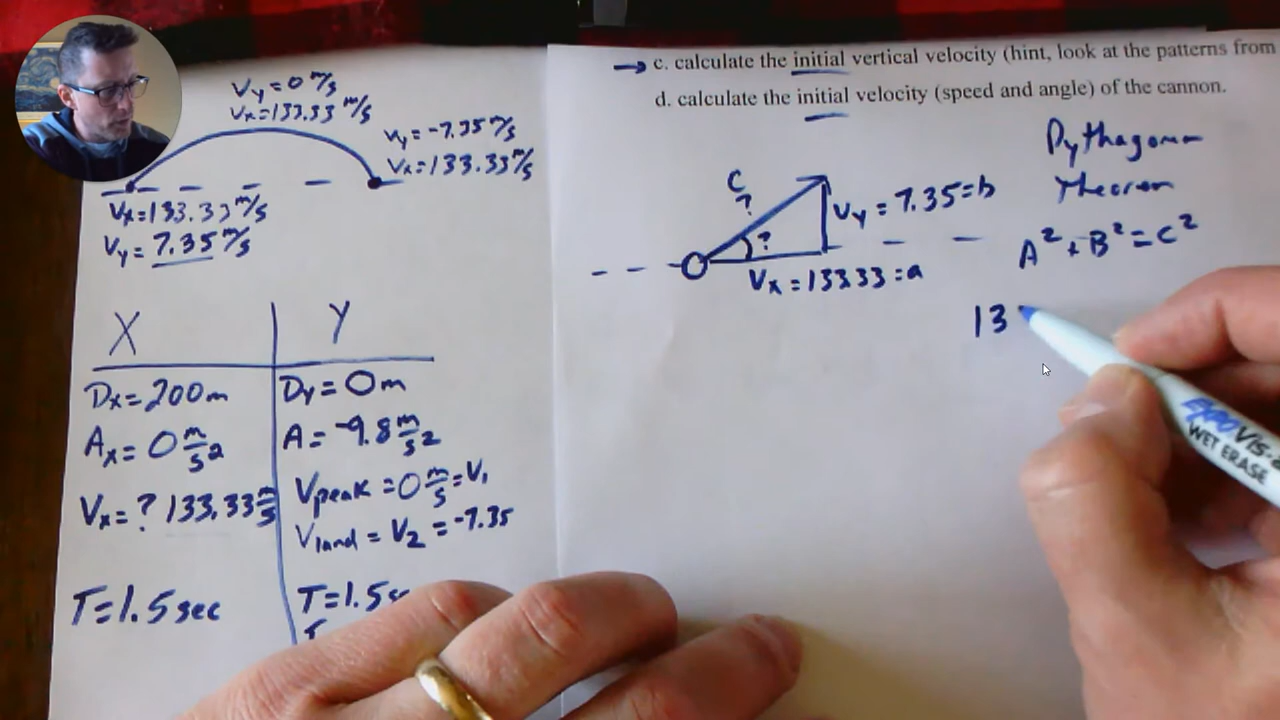 Vy = 0 m/s
Vx = 133.33 m/s
Vy = -7.35 m/s
Vx = 133.33 m/s
Vx = 133.33 m/s
Vy = 7.35 m/s
X Y
Dx = 200m Dy = 0m
Ax = 0 m/s2 A = -9.8 m/s2
Vx = ? 133.33 m/s Vpeak = 0 m/s = V1
Vland = V2 = -7.35
T = 1.5 sec T = 1.5
c. calculate the initial vertical velocity (hint, look at the patterns from
d. calculate the initial velocity (speed and angle) of the cannon.
Pythagorean
Theorem
A² + B² = C²
C
?
Vy = 7.35 = b
?
Vx = 133.33 = a
13
EXPO VIS-
WET ERASE